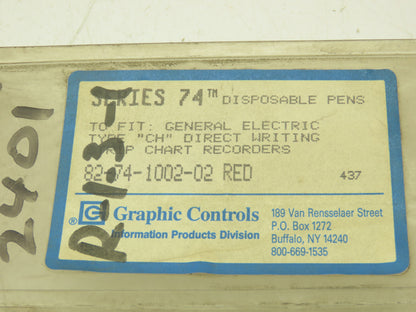 SERIES 74™ DISPOSABLE PENS
TO FIT: GENERAL ELECTRIC
TYPE "CH" DIRECT WRITING
CHART RECORDERS
82-74-1002-02 RED 437
G
® Graphic Controls
Information Products Division
189 Van Rensselaer Street
P.O. Box 1272
Buffalo, NY 14240
800-669-1535
2401
R-13-1